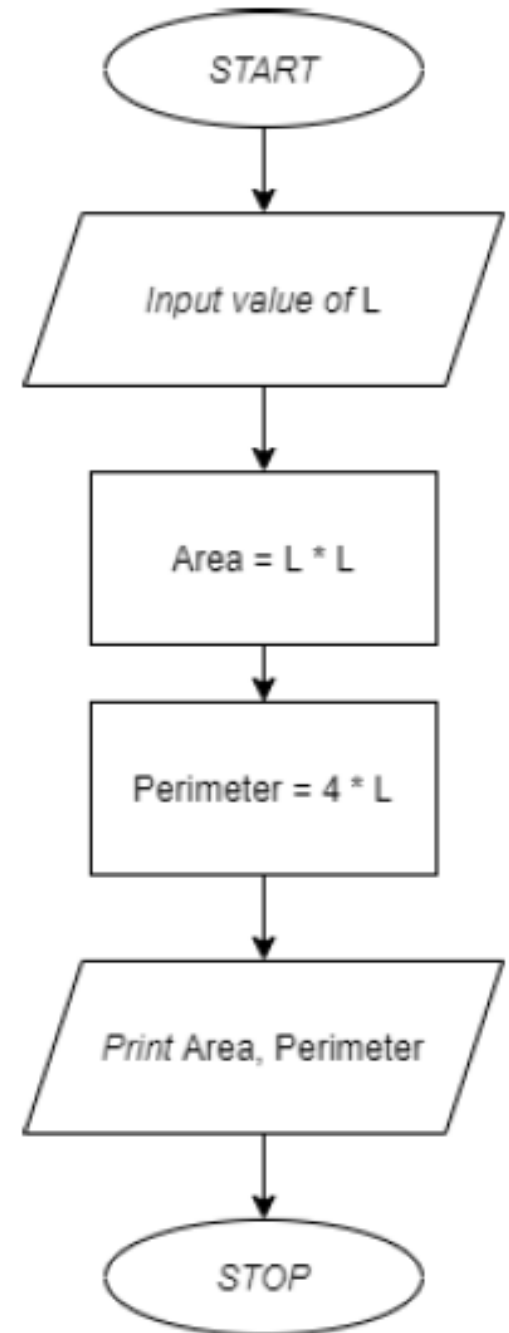 START
Input value of L
Area = L * L
Perimeter = 4 * L
Print Area, Perimeter
STOP